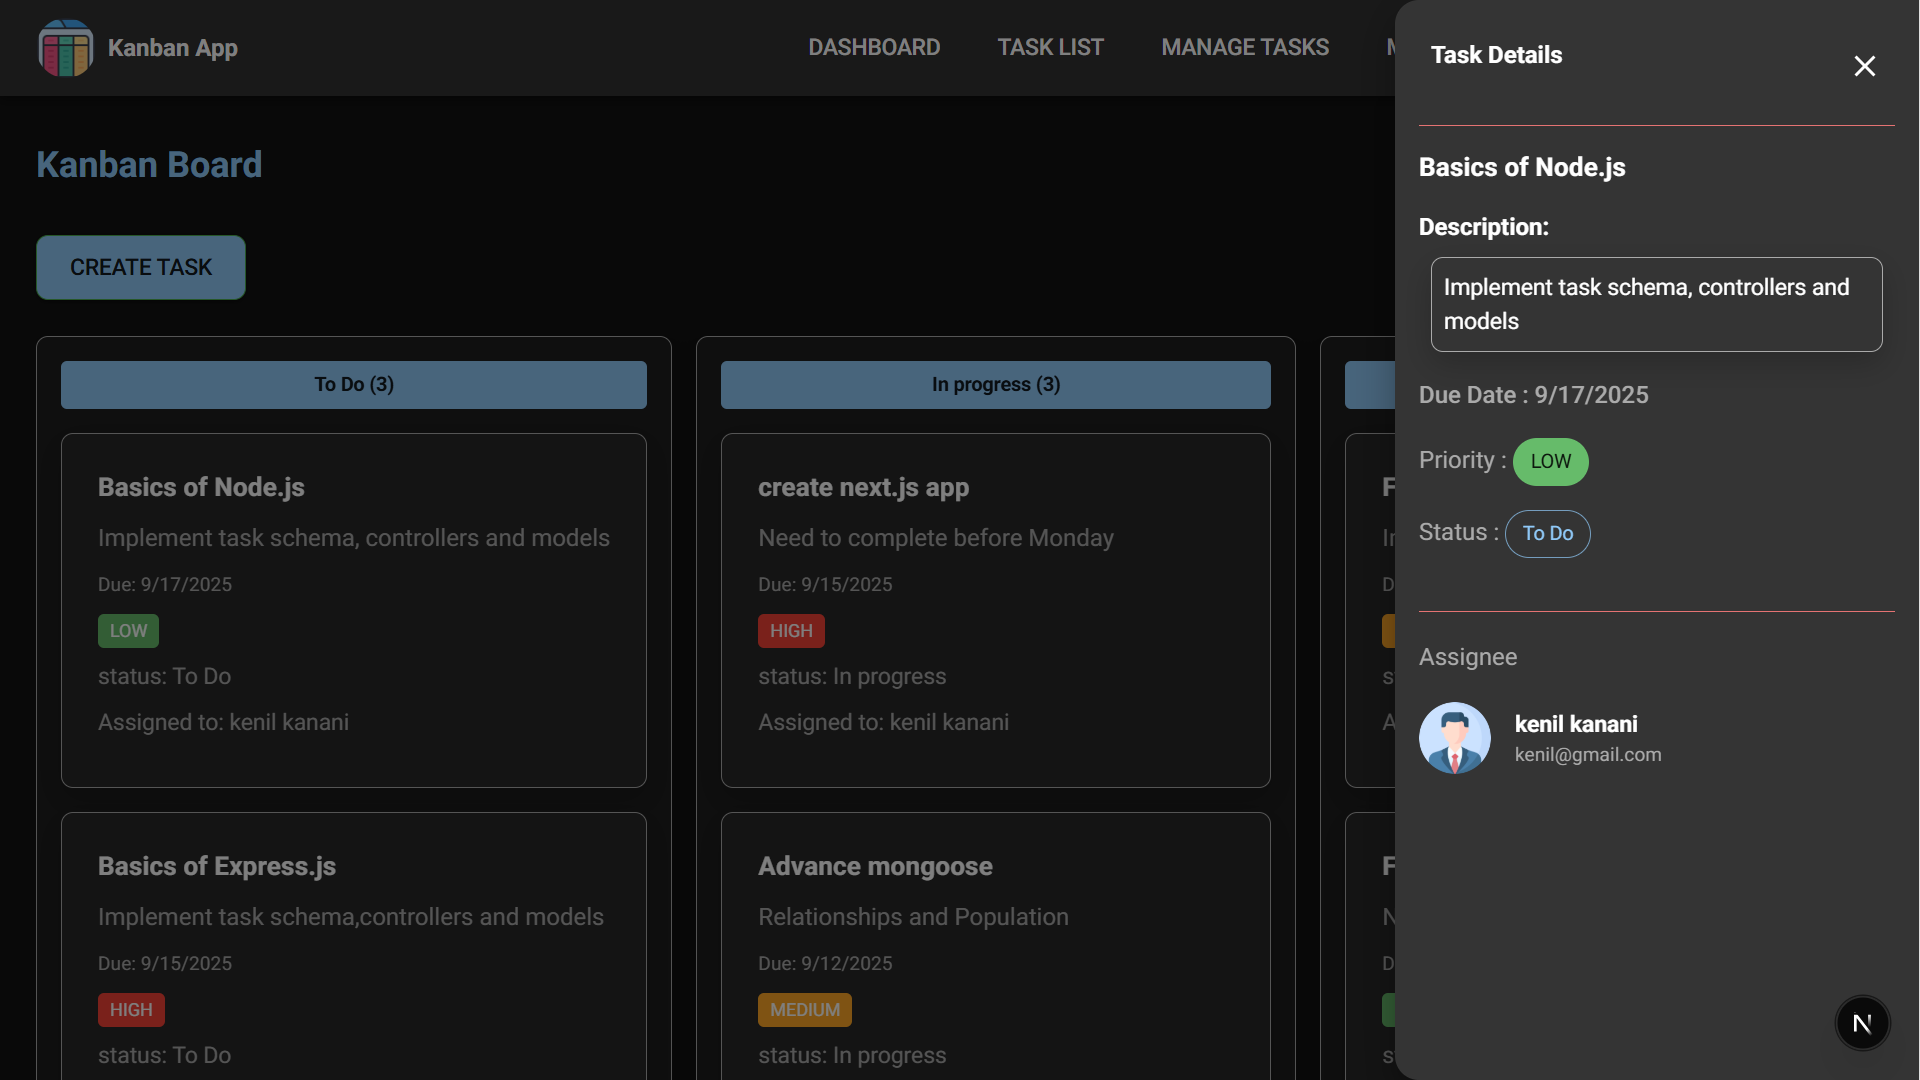 Kanban App
DASHBOARD
TASK LIST
MANAGE TASKS
Kanban Board
CREATE TASK
To Do (3)
Basics of Node.js
Implement task schema, controllers and models
Due: 9/17/2025
LOW
status: To Do
Assigned to: kenil kanani
Basics of Express.js
Implement task schema,controllers and models
Due: 9/15/2025
HIGH
status: To Do
In progress (3)
create next.js app
Need to complete before Monday
Due: 9/15/2025
HIGH
status: In progress
Assigned to: kenil kanani
Advance mongoose
Relationships and Population
Due: 9/12/2025
MEDIUM
status: In progress
Task Details
Basics of Node.js
Description:
Implement task schema, controllers and
models
Due Date : 9/17/2025
Priority : LOW
Status : To Do
Assignee
kenil kanani
kenil@gmail.com
N